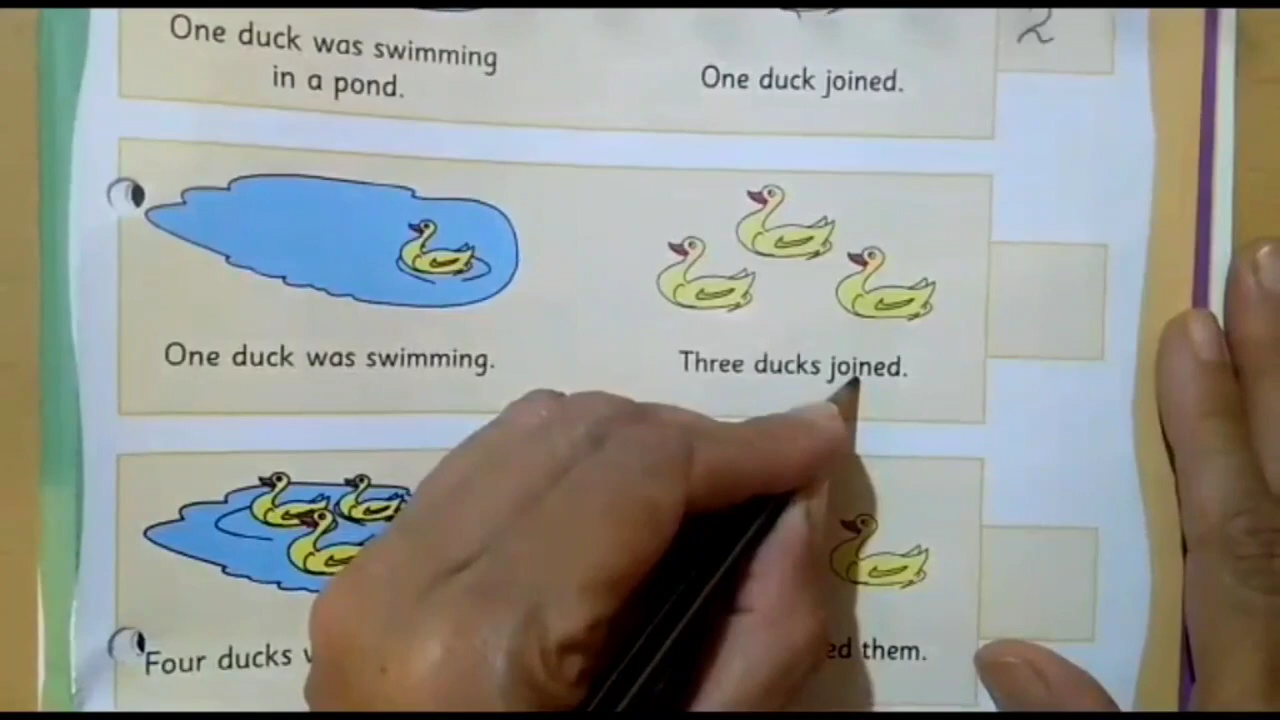 One duck was swimming
in a pond.
One duck joined.
2
One duck was swimming.
Three ducks joined.
Four ducks
them.